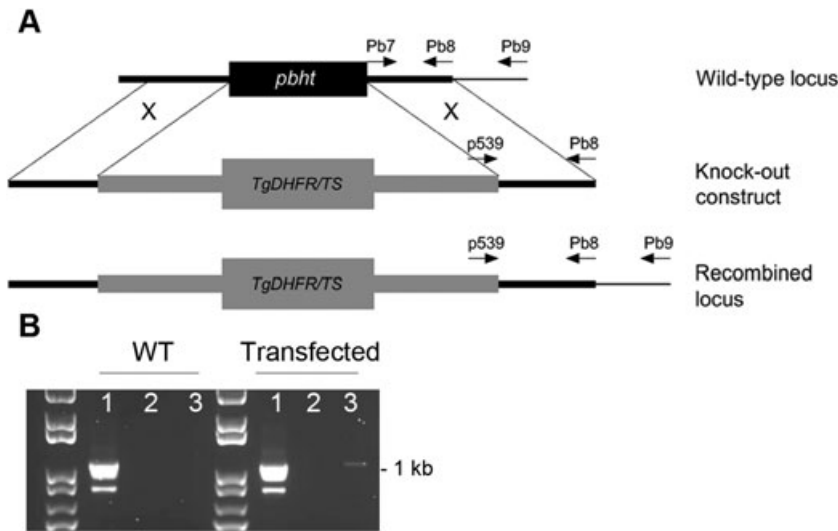 A
Pb7 Pb8 Pb9
pbht
Wild-type locus
X X
p539 Pb8
TgDHFR/TS
Knock-out
construct
p539 Pb8 Pb9
TgDHFR/TS
Recombined
locus
B
WT Transfected
1 2 3 1 2 3
- 1 kb